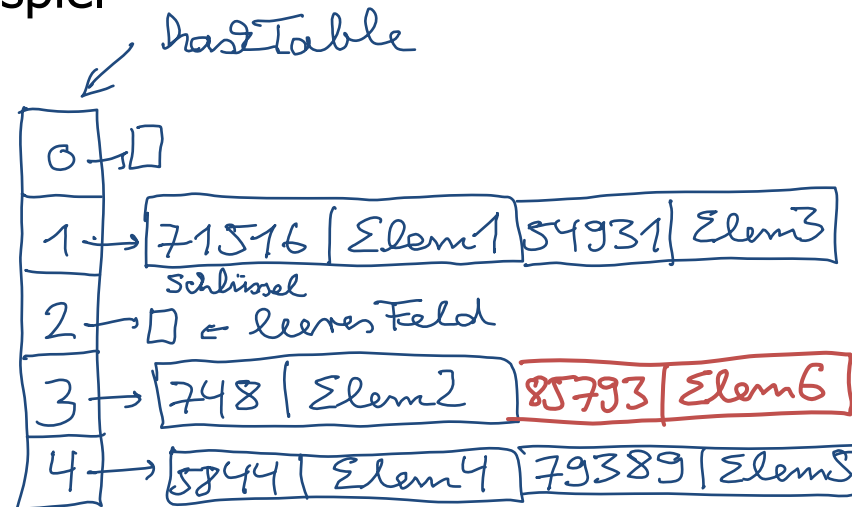 spiel
hashTable
0
1 71516 Elem1 54931 Elem3
Schlüssel
2 leeres Feld
3 748 Elem2 85793 Elem6
4 5844 Elem4 79389 Elem5